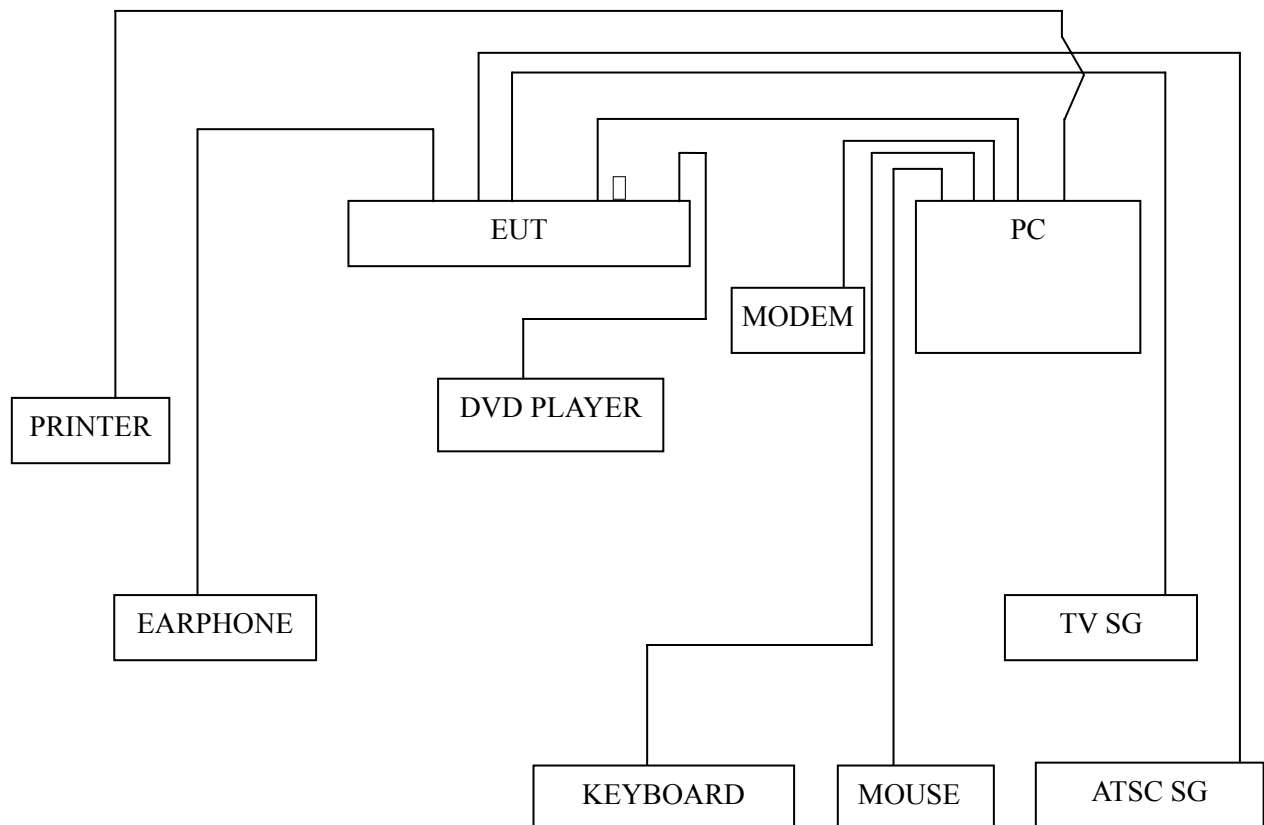 EUT
PC
MODEM
DVD PLAYER
PRINTER
EARPHONE
TV SG
KEYBOARD
MOUSE
ATSC SG